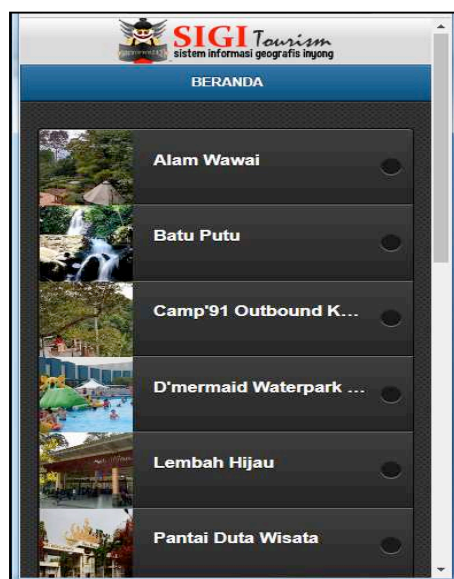 SIGI Tourism
sistem informasi geografis inyong
BERANDA
Alam Wawai
Batu Putu
Camp'91 Outbound K...
D'mermaid Waterpark ...
Lembah Hijau
Pantai Duta Wisata